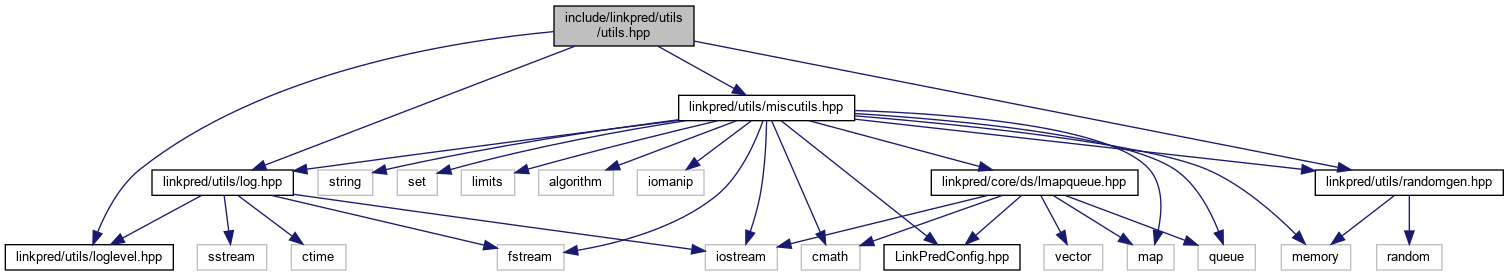 include/linkpred/utils
/utils.hpp
linkpred/utils/miscutils.hpp
linkpred/utils/log.hpp
string
set
limits
algorithm
iomanip
linkpred/core/ds/lmapqueue.hpp
linkpred/utils/randomgen.hpp
linkpred/utils/loglevel.hpp
sstream
ctime
fstream
iostream
cmath
LinkPredConfig.hpp
vector
map
queue
memory
random